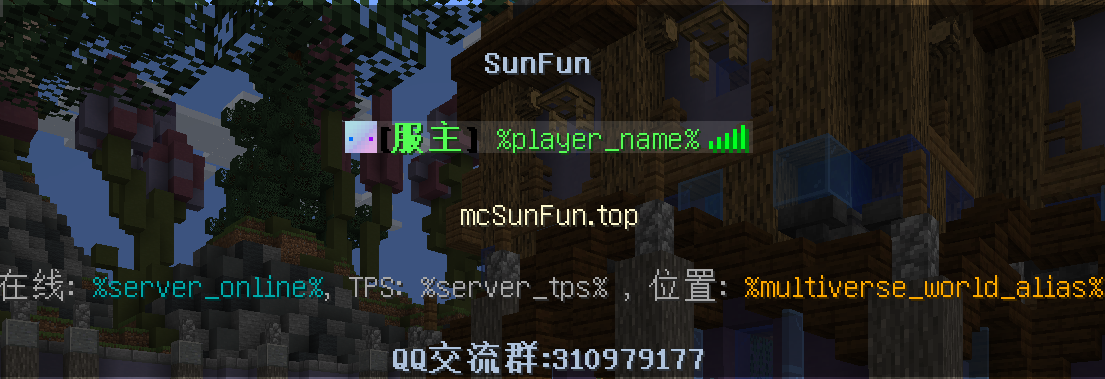 SunFun
[服主] %player_name%
mcSunFun.top
在线: %server_online%, TPS: %server_tps% , 位置: %multiverse_world_alias%
QQ交流群:310979177